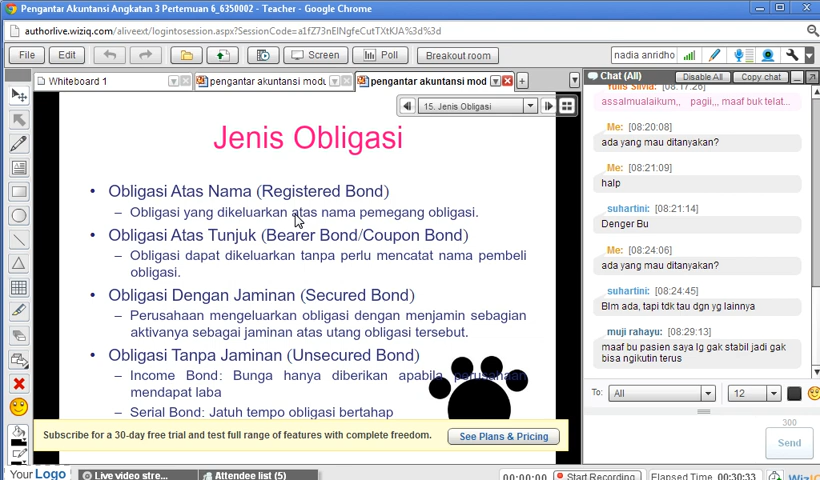 Pengantar Akuntansi Angkatan 3 Pertemuan 6_6350002 - Teacher - Google Chrome
authorlive.wiziq.com/aliveext/logintosession.aspx?SessionCode=a1fZ73nElNgfeCutTXtKJA%3d%3d
File Edit Screen Poll Breakout room nadia anridho
Whiteboard 1 pengantar akuntansi modu pengantar akuntansi mod
15. Jenis Obligasi
Jenis Obligasi
• Obligasi Atas Nama (Registered Bond)
– Obligasi yang dikeluarkan atas nama pemegang obligasi.
• Obligasi Atas Tunjuk (Bearer Bond/Coupon Bond)
– Obligasi dapat dikeluarkan tanpa perlu mencatat nama pembeli
obligasi.
• Obligasi Dengan Jaminan (Secured Bond)
– Perusahaan mengeluarkan obligasi dengan menjamin sebagian
aktivanya sebagai jaminan atas utang obligasi tersebut.
• Obligasi Tanpa Jaminan (Unsecured Bond)
– Income Bond: Bunga hanya diberikan apabila perusahaan
mendapat laba
– Serial Bond: Jatuh tempo obligasi bertahap
Subscribe for a 30-day free trial and test full range of features with complete freedom. See Plans & Pricing
Your Logo Live video stre... Attendee list (5)
00:00:00 Start Recording Elapsed Time: 00:30:33 WizIQ
Chat (All) Disable All Copy chat
Yulis Silvia: [08:17:26]
assalmualaikum,, pagii,, maaf buk telat...
Me: [08:20:08]
ada yang mau ditanyakan?
Me: [08:21:09]
halp
suhartini: [08:21:14]
Denger Bu
Me: [08:24:06]
ada yang mau ditanyakan?
suhartini: [08:24:45]
Blm ada, tapi tdk tau dgn yg lainnya
muji rahayu: [08:29:13]
maaf bu pasien saya lg gak stabil jadi gak
bisa ngikutin terus
To: All 12
300
Send